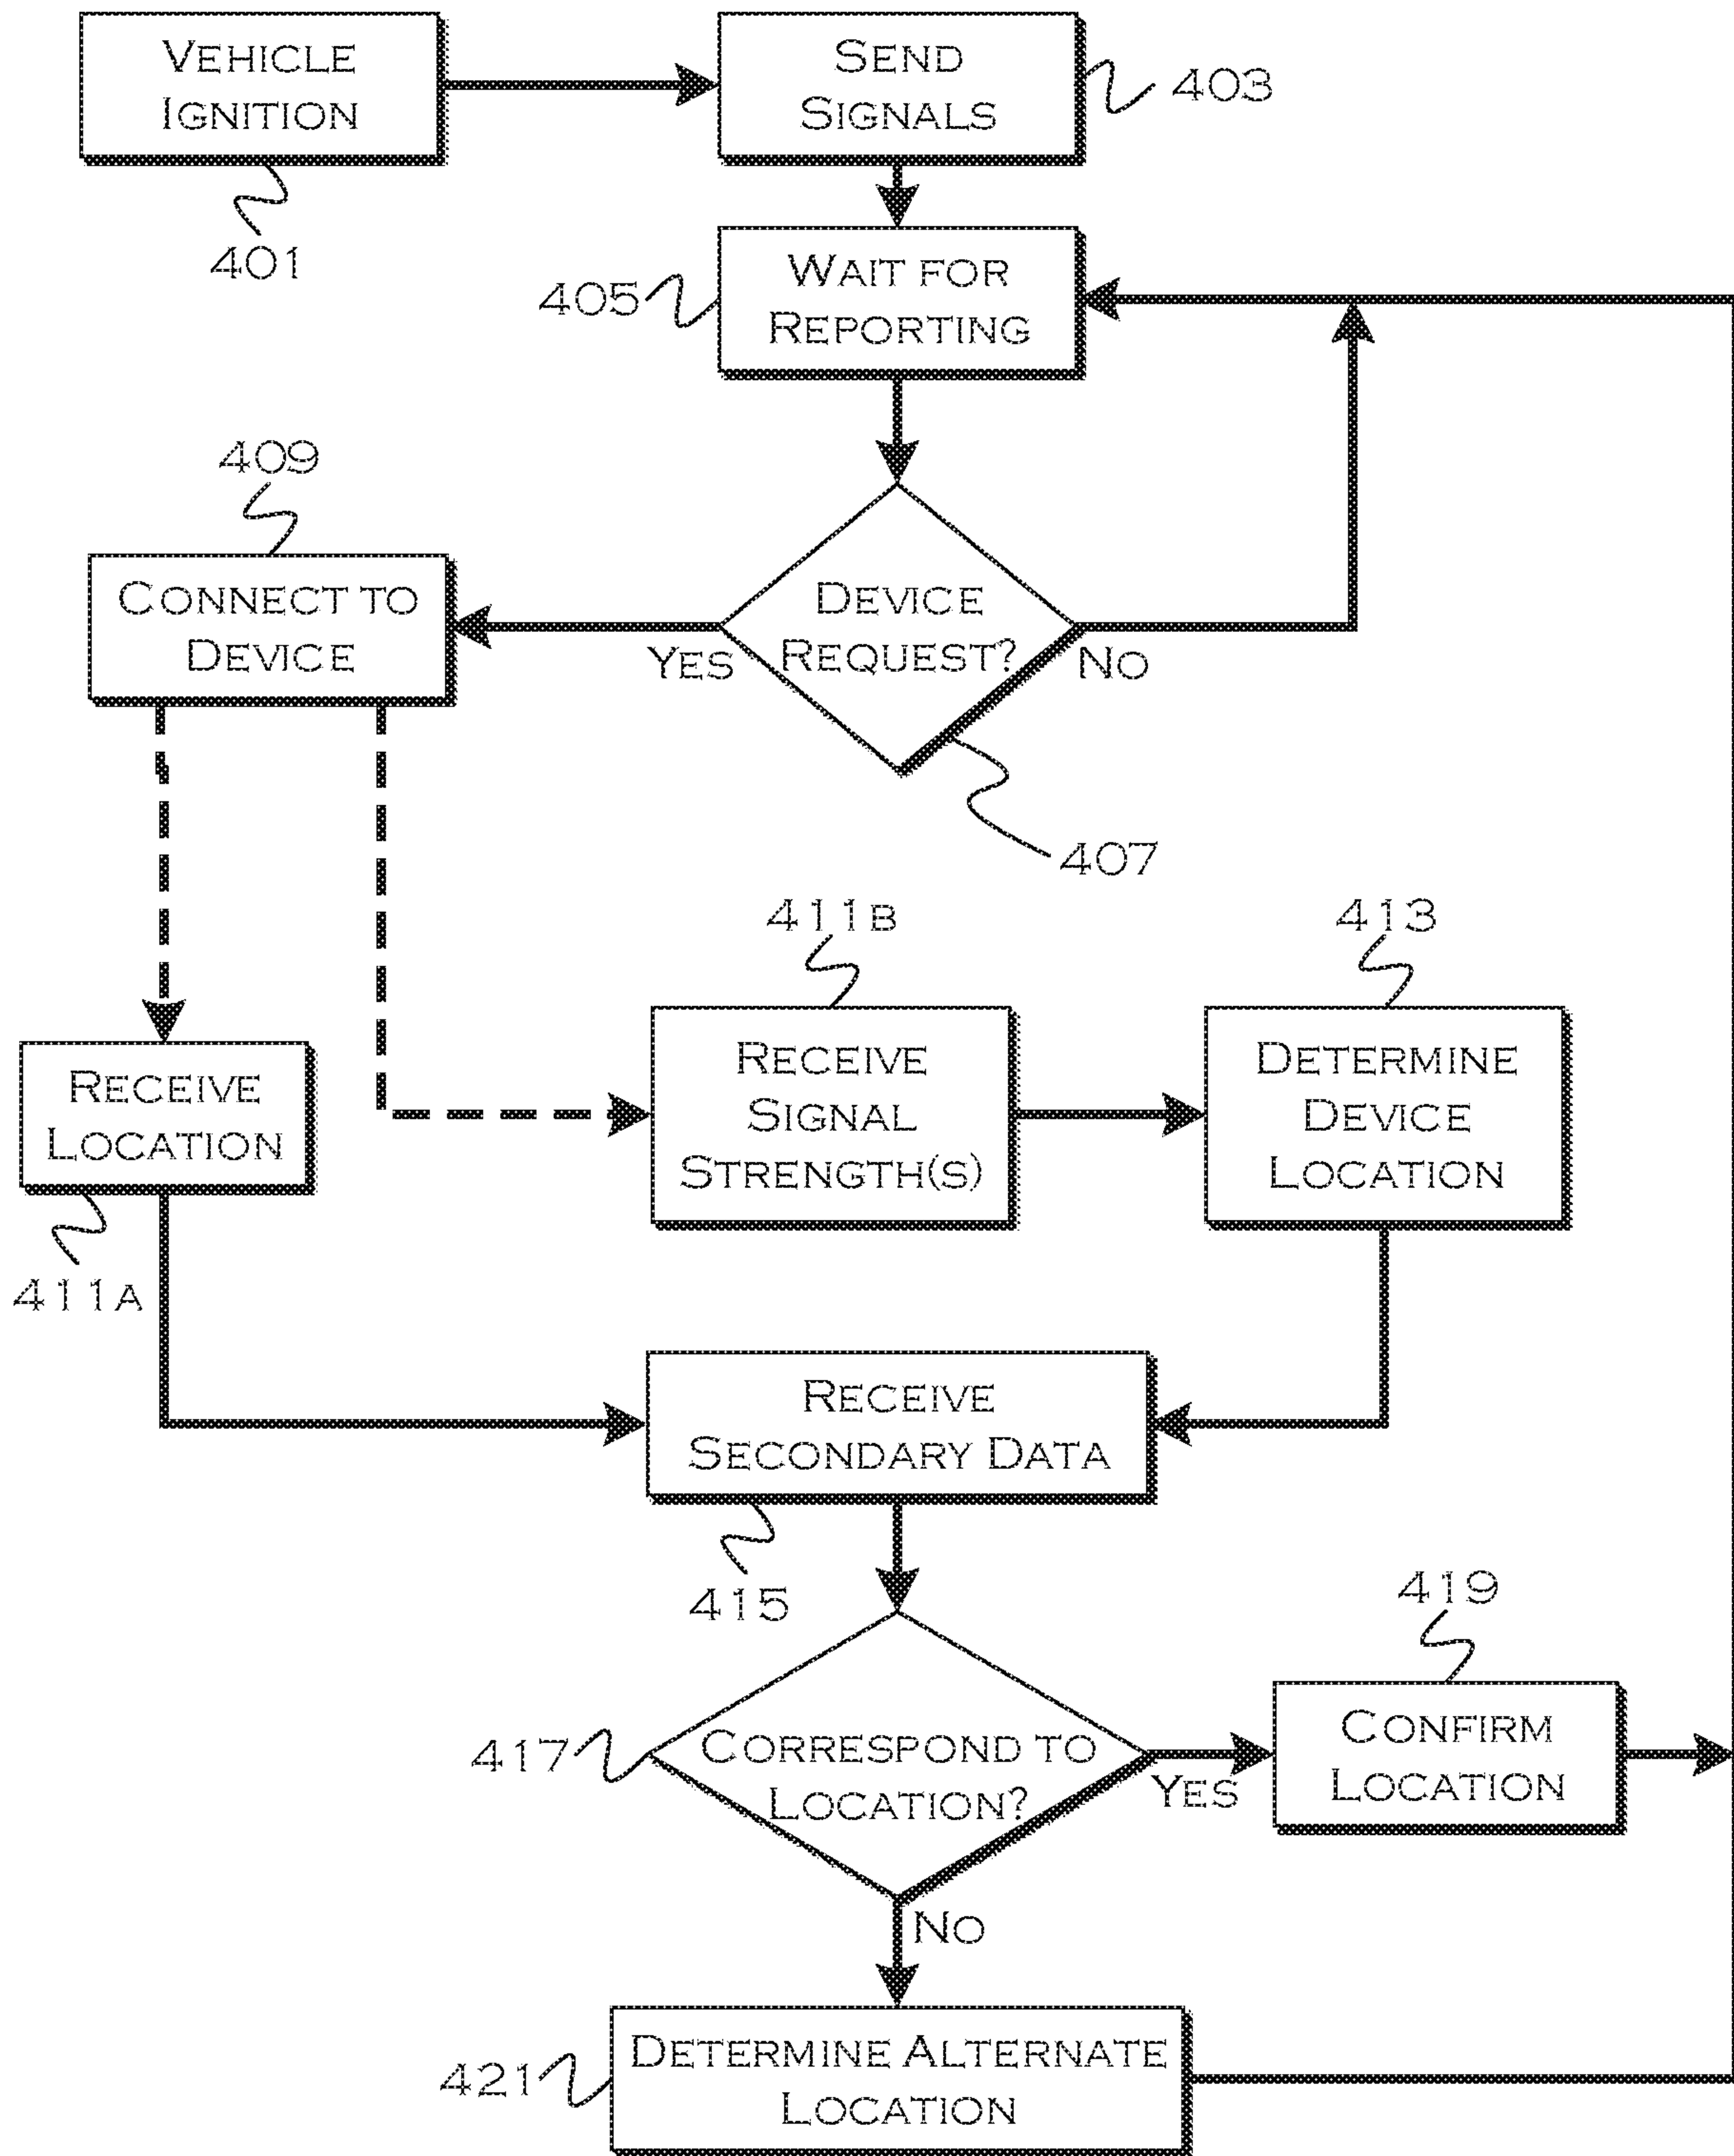 VEHICLE
IGNITION
401
SEND
SIGNALS
403
WAIT FOR
REPORTING
405
DEVICE
REQUEST?
YES
NO
407
409
CONNECT TO
DEVICE
411B
413
RECEIVE
LOCATION
411A
RECEIVE
SIGNAL
STRENGTH(S)
DETERMINE
DEVICE
LOCATION
RECEIVE
SECONDARY DATA
415
419
417
CORRESPOND TO
LOCATION?
YES
NO
CONFIRM
LOCATION
DETERMINE ALTERNATE
LOCATION
421